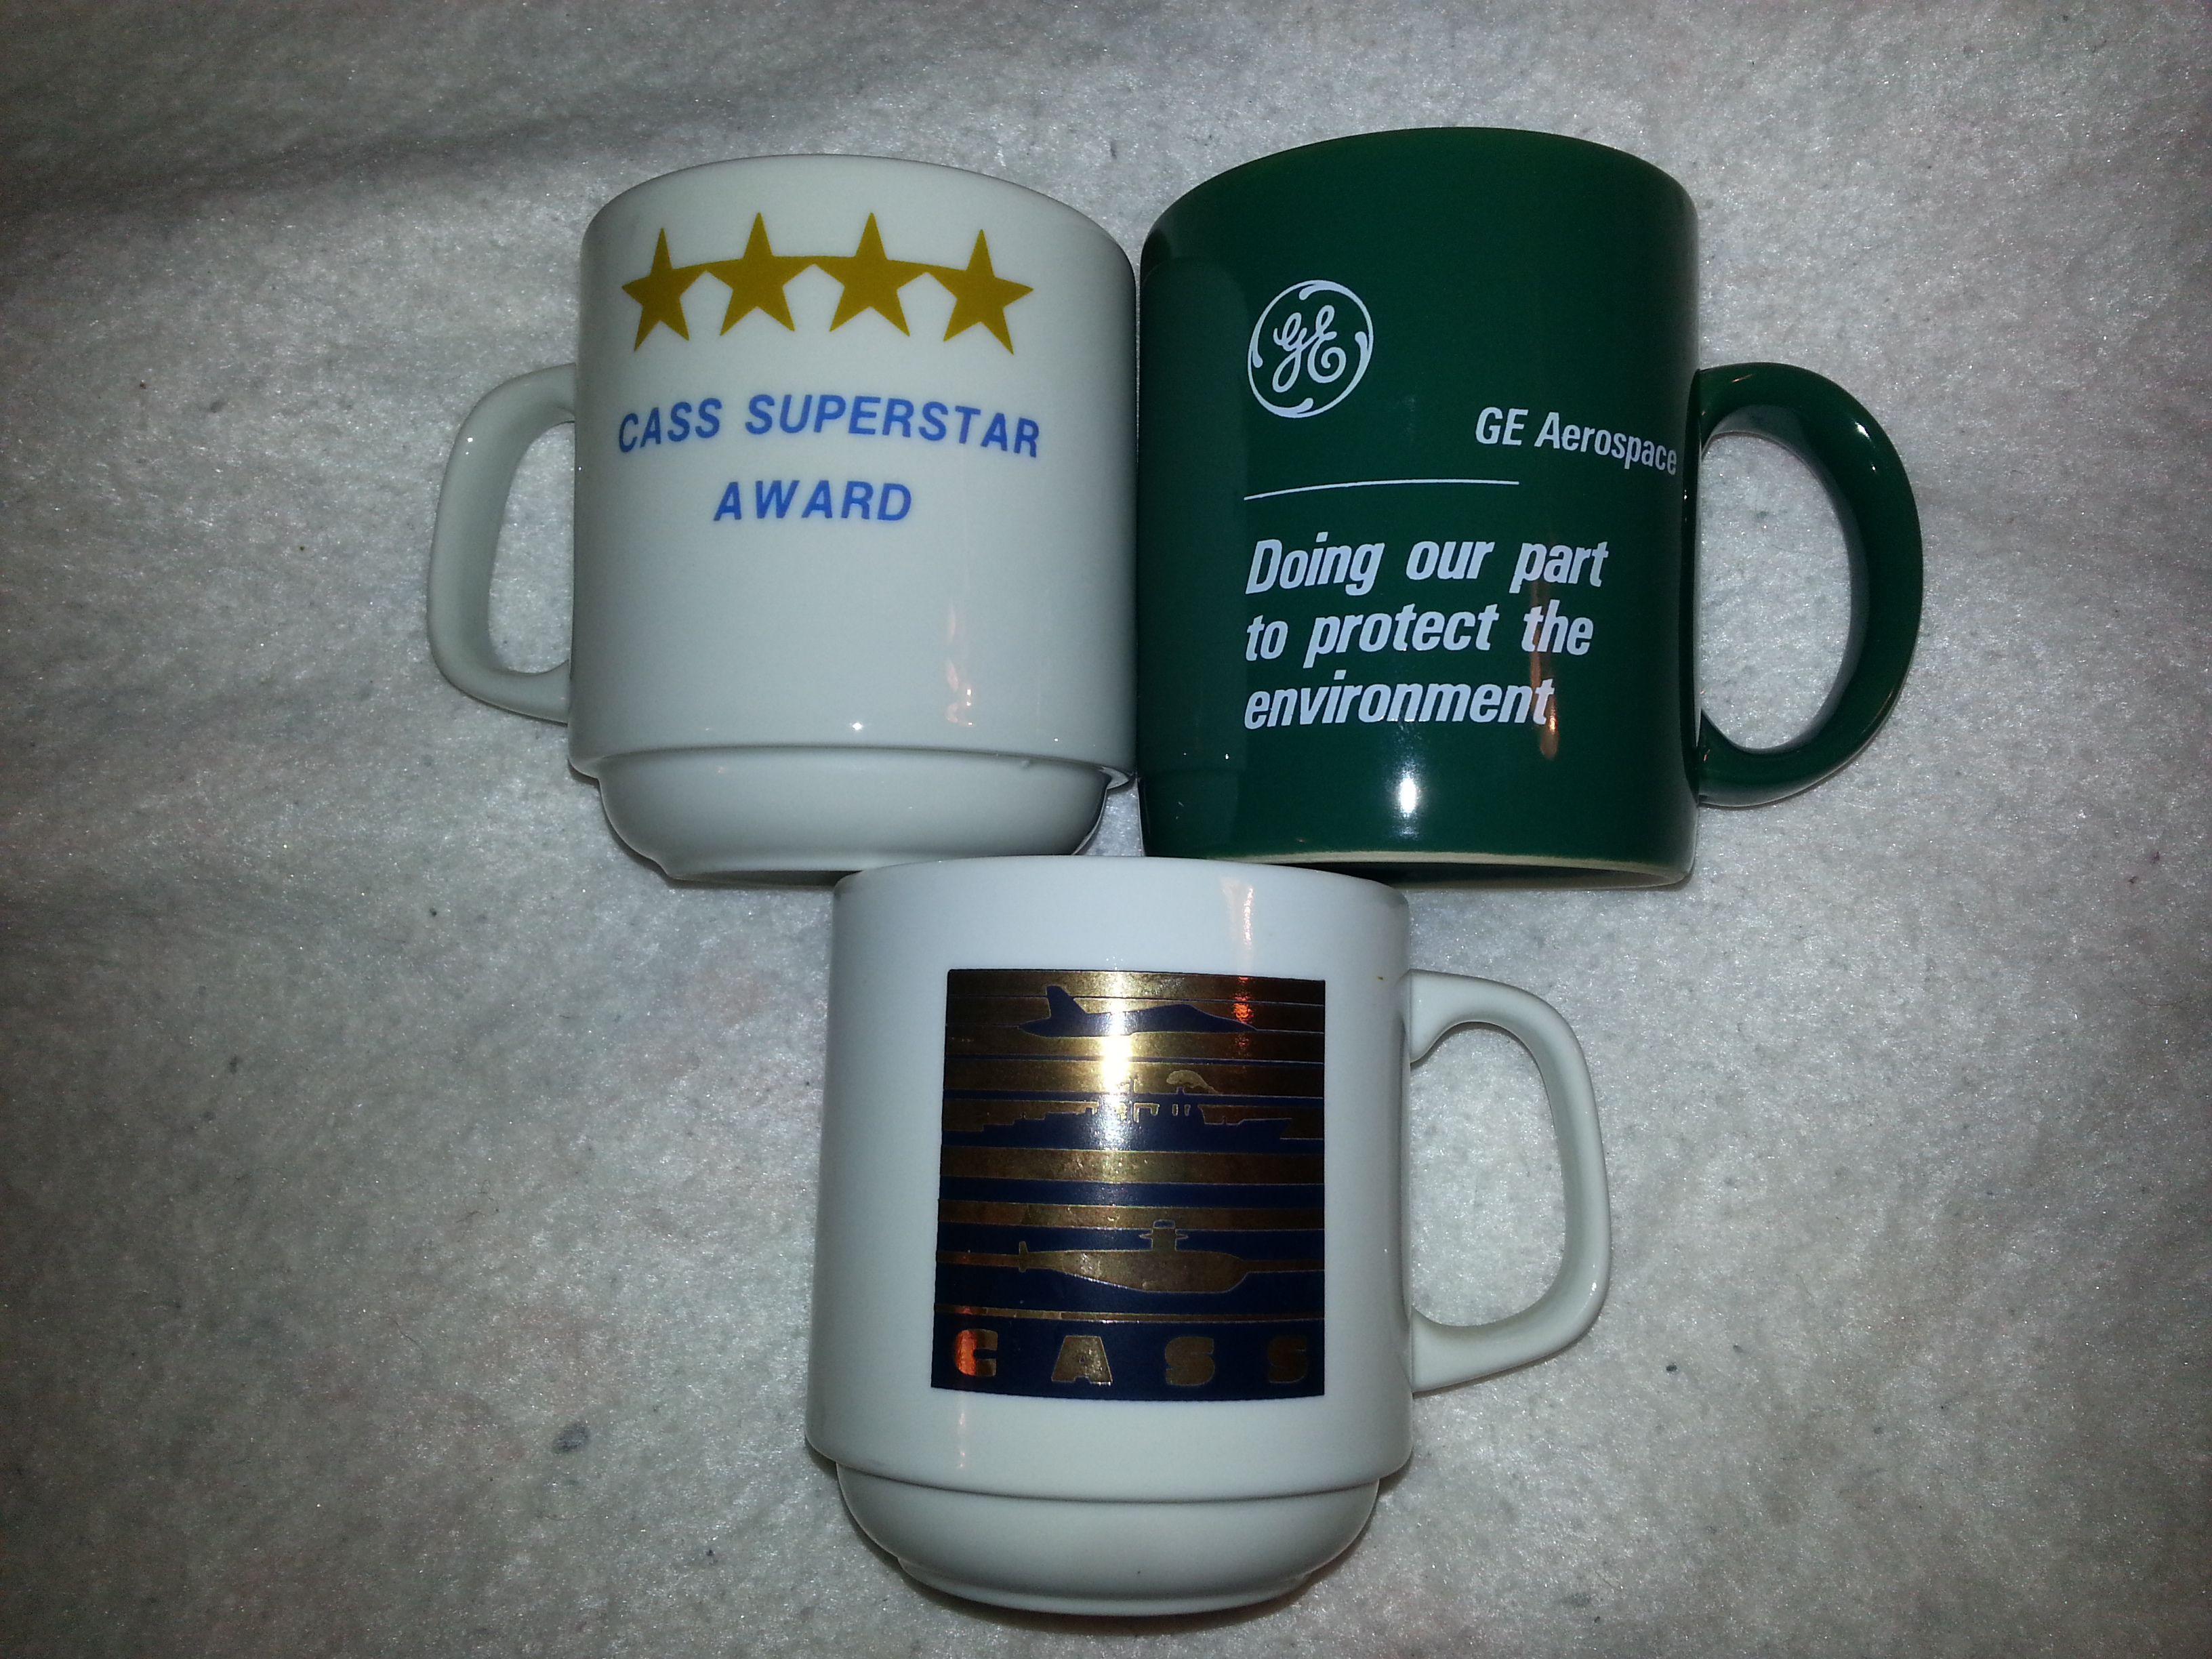 CASS SUPERSTAR
AWARD
GE
GE Aerospace
Doing our part
to protect the
environment
CASS